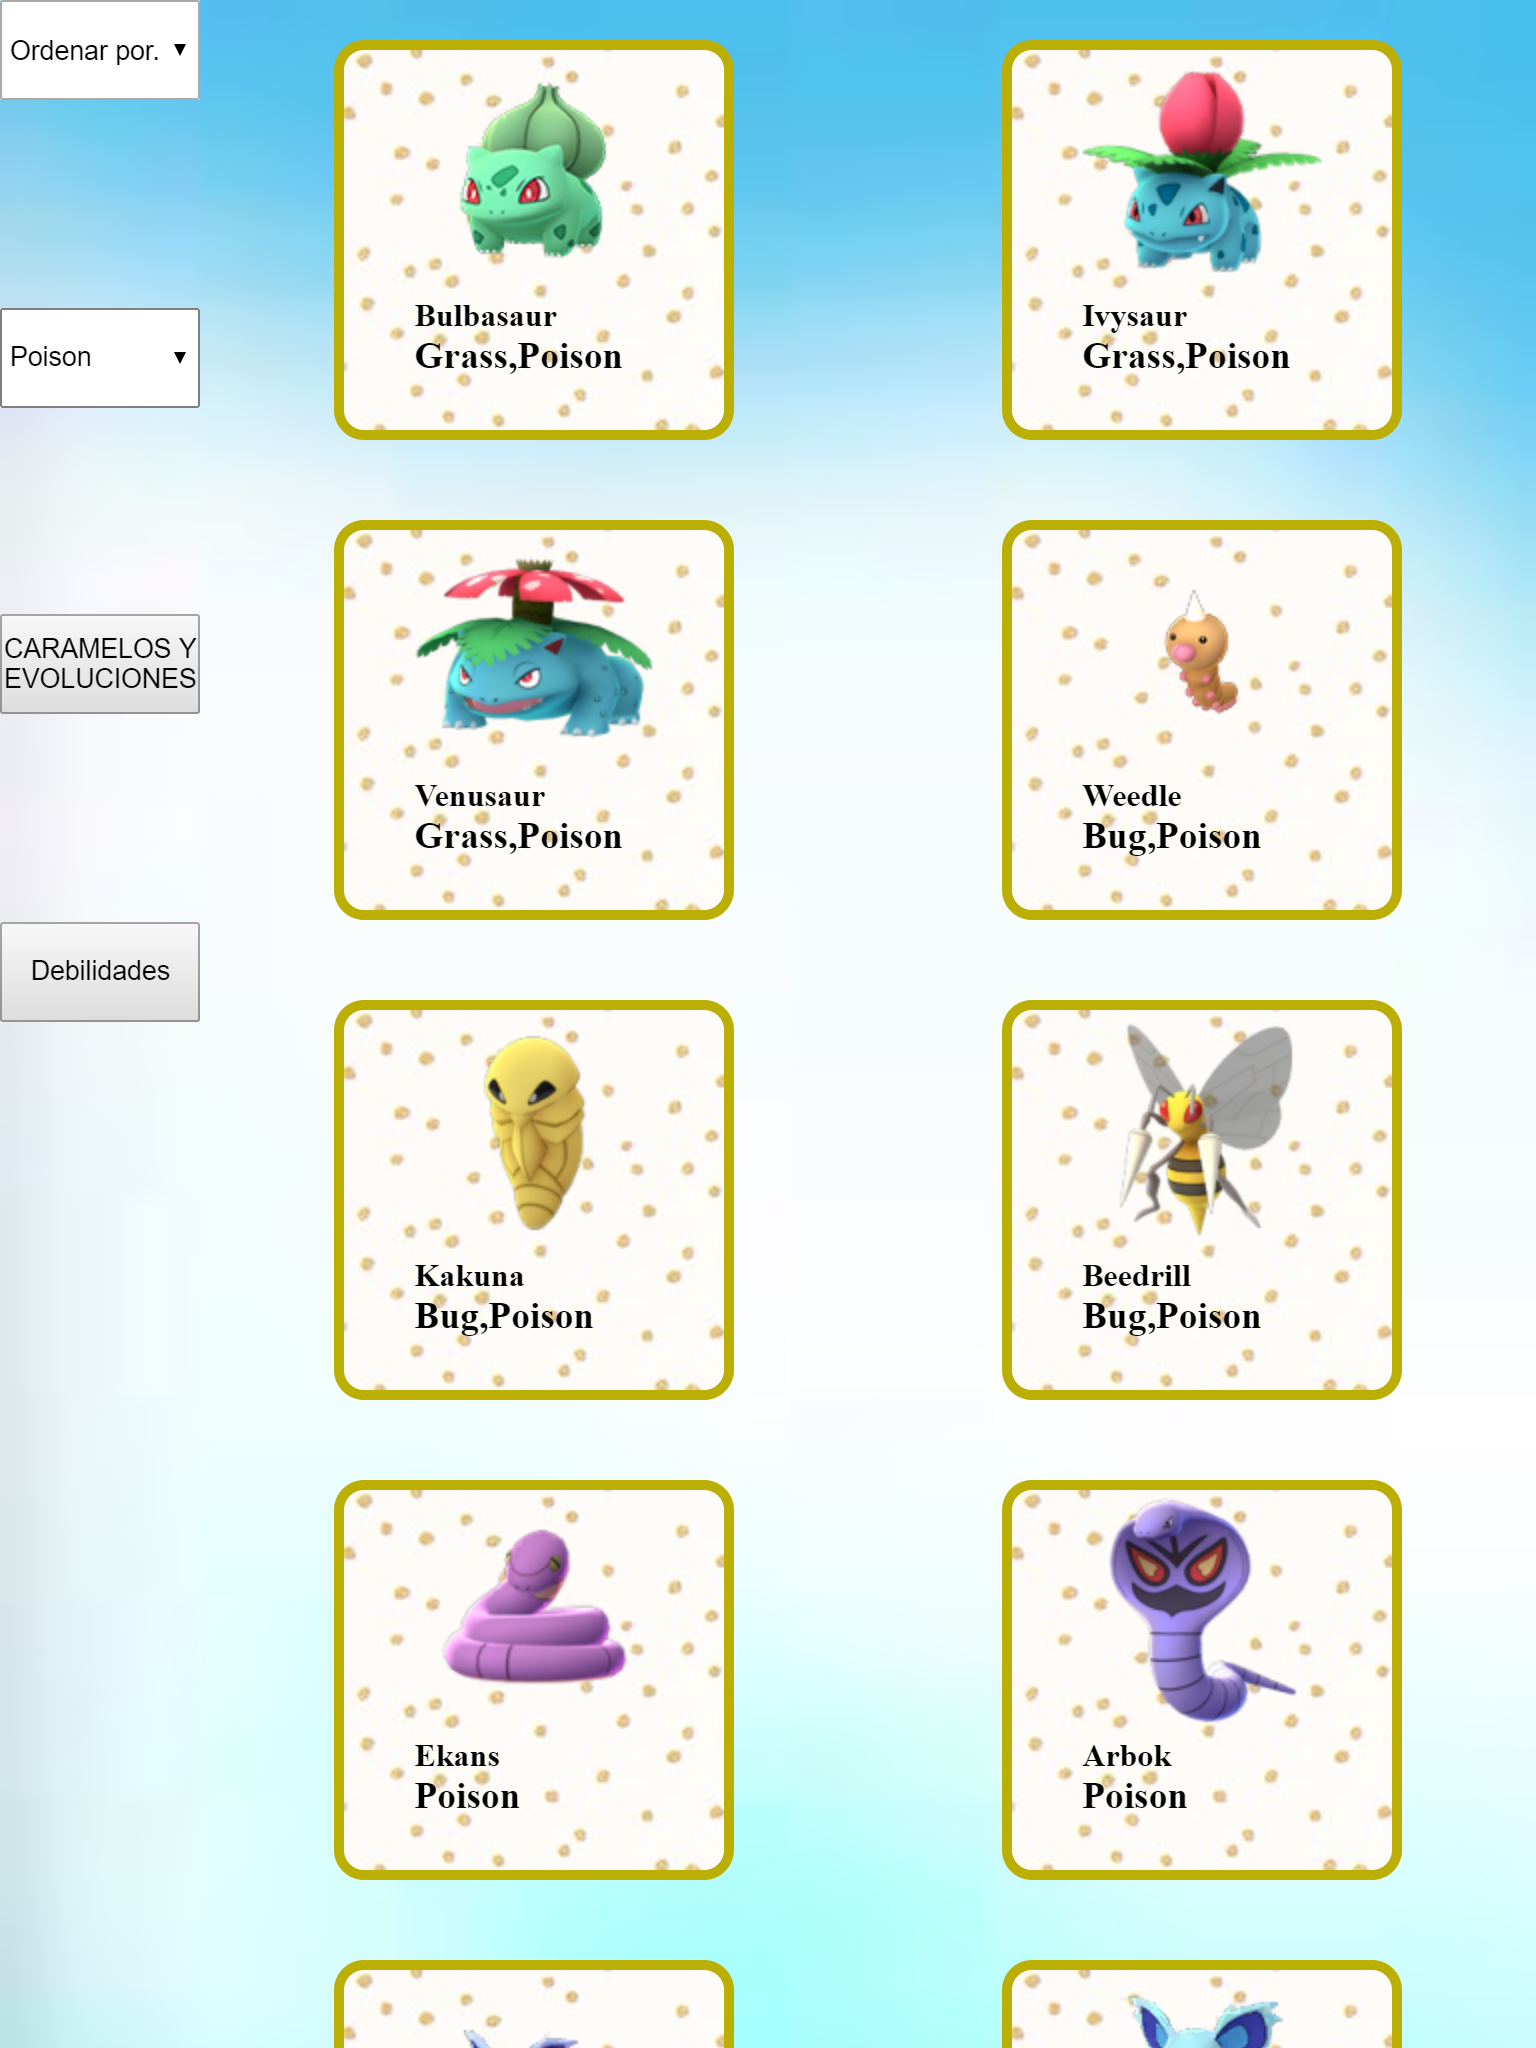 Ordenar por.
Poison
CARAMELOS Y
EVOLUCIONES
Debilidades
Bulbasaur
Grass,Poison
Ivysaur
Grass,Poison
Venusaur
Grass,Poison
Weedle
Bug,Poison
Kakuna
Bug,Poison
Beedrill
Bug,Poison
Ekans
Poison
Arbok
Poison